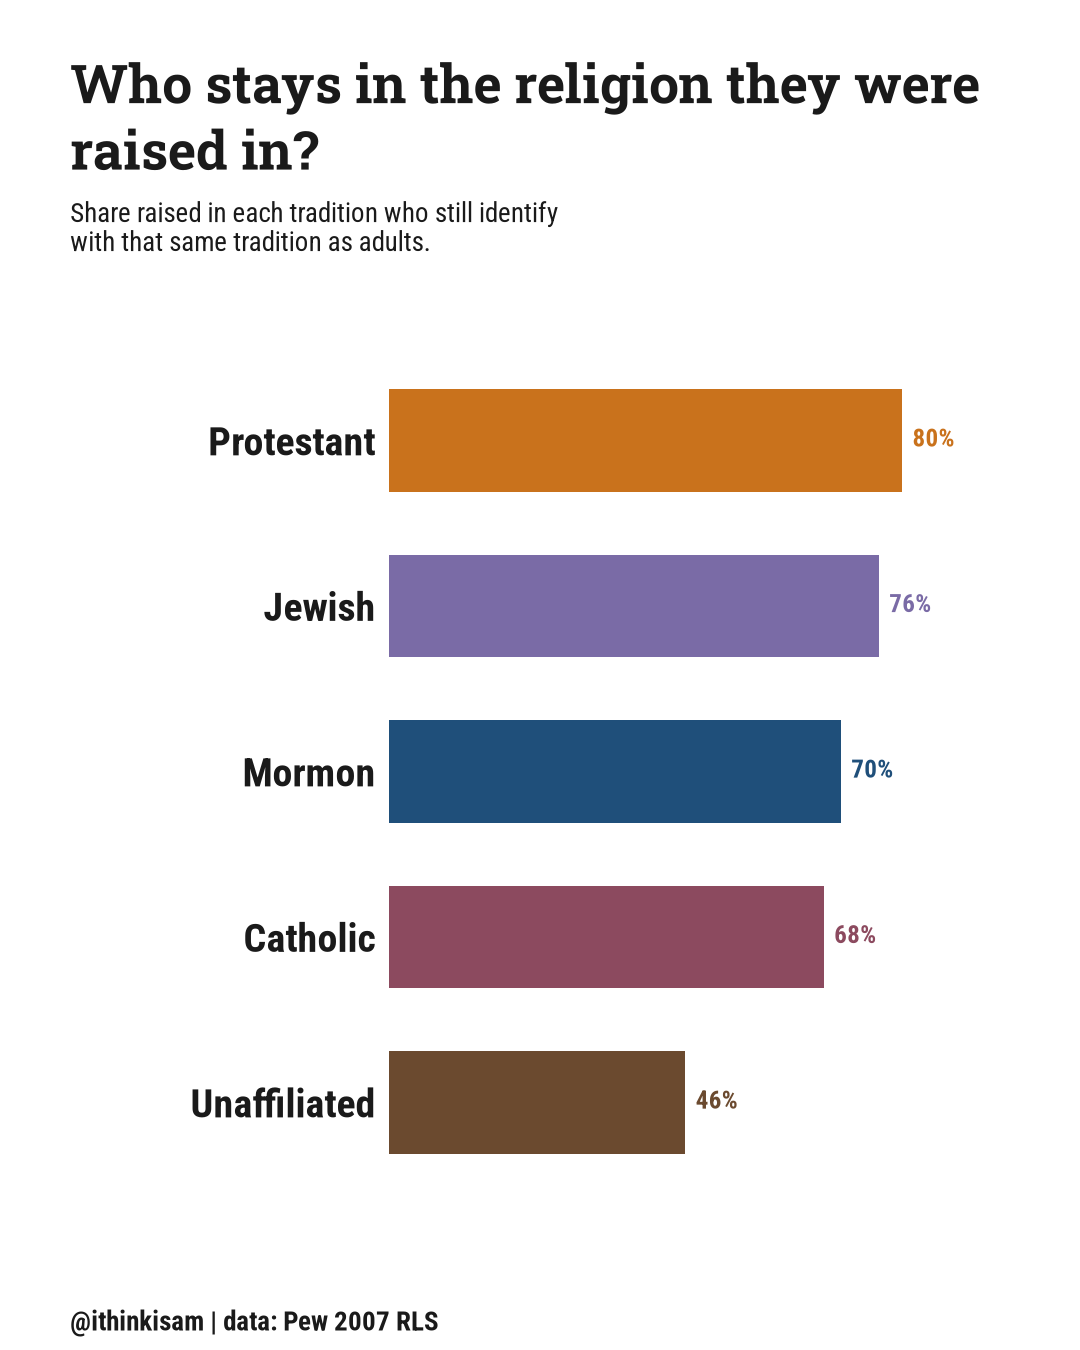 Who stays in the religion they were
raised in?
Share raised in each tradition who still identify
with that same tradition as adults.
Protestant 80%
Jewish 76%
Mormon 70%
Catholic 68%
Unaffiliated 46%
@ithinkisam | data: Pew 2007 RLS